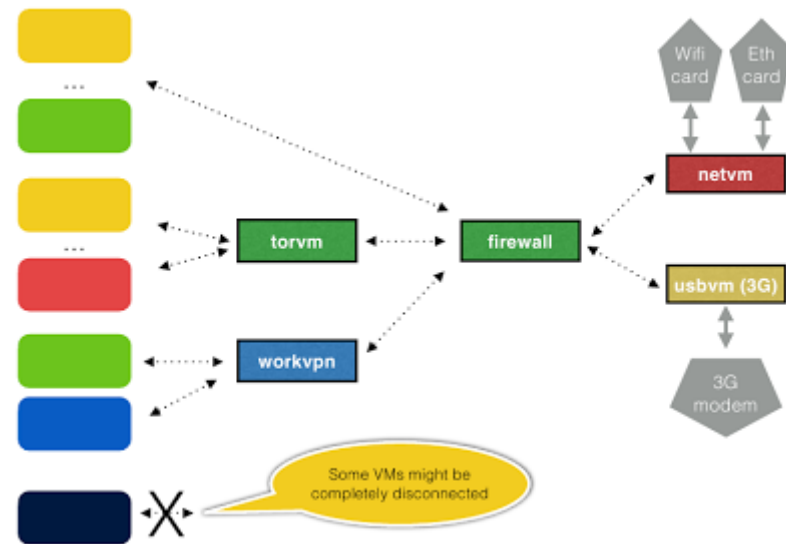 Wifi
card
Eth
card
...
netvm
torvm
firewall
...
usbvm (3G)
workvpn
3G
modem
Some VMs might be
completely disconnected
X